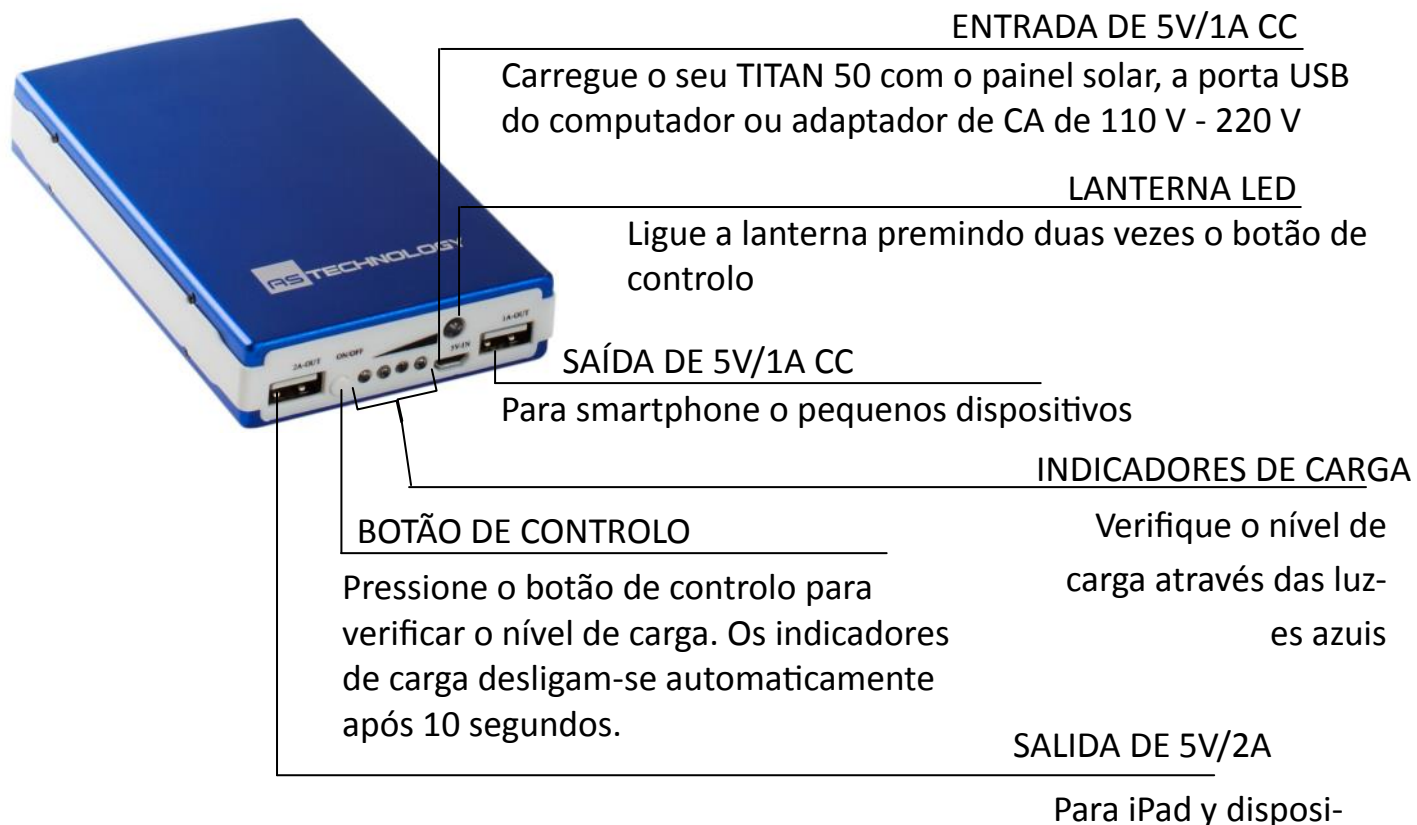 ENTRADA DE 5V/1A CC
Carregue o seu TITAN 50 com o painel solar, a porta USB
do computador ou adaptador de CA de 110 V - 220 V
LANTERNA LED
Ligue a lanterna premindo duas vezes o botão de
controlo
AS TECHNOLOGY
2A-OUT
ON/OFF
5V-IN
1A-OUT
SAÍDA DE 5V/1A CC
Para smartphone o pequenos dispositivos
INDICADORES DE CARGA
Verifique o nível de
carga através das luz-
es azuis
BOTÃO DE CONTROLO
Pressione o botão de controlo para
verificar o nível de carga. Os indicadores
de carga desligam-se automaticamente
após 10 segundos.
SALIDA DE 5V/2A
Para iPad y disposi-